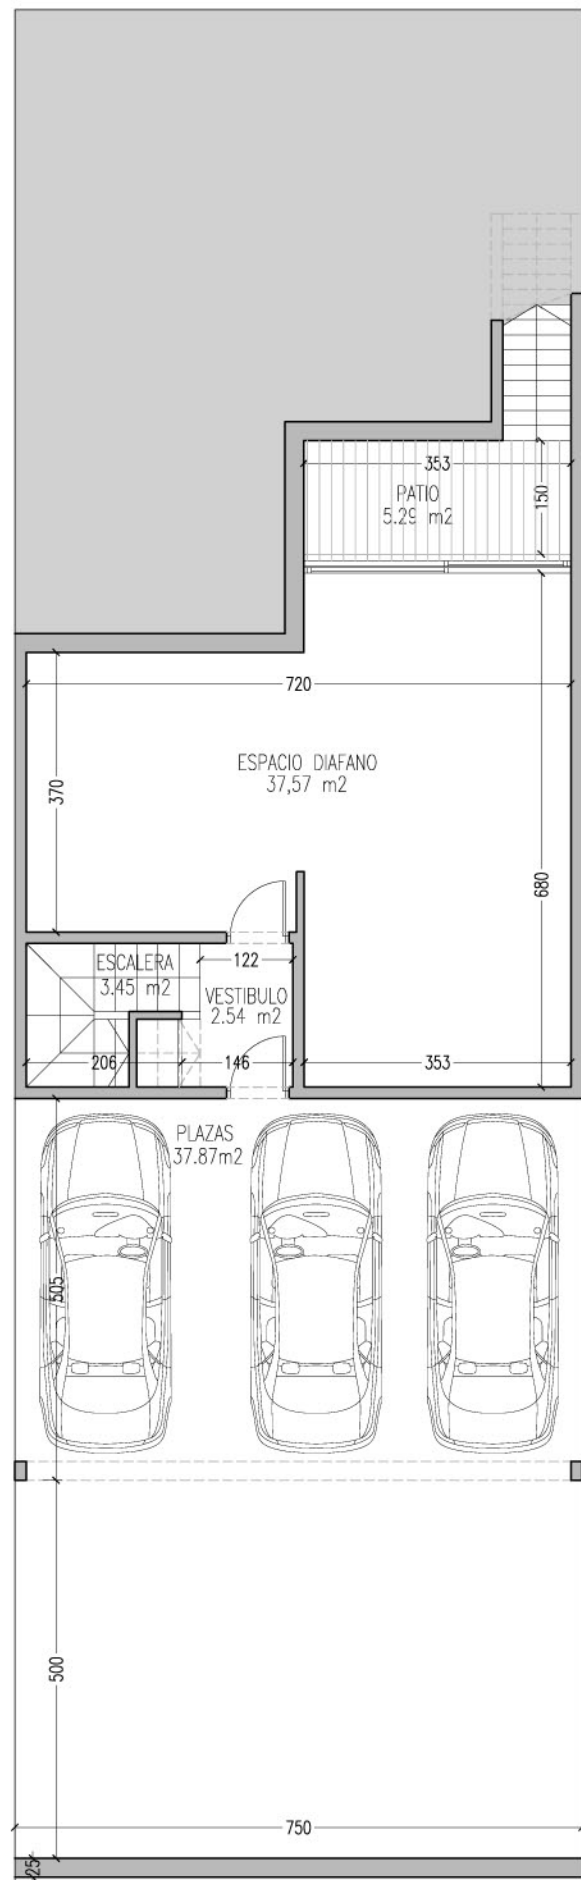 353
PATIO
5.29 m2
150
720
ESPACIO DIAFANO
37,57 m2
370
680
ESCALERA
3.45 m2
122
VESTIBULO
2.54 m2
206
146
353
PLAZAS
37.87m2
505
500
750
25